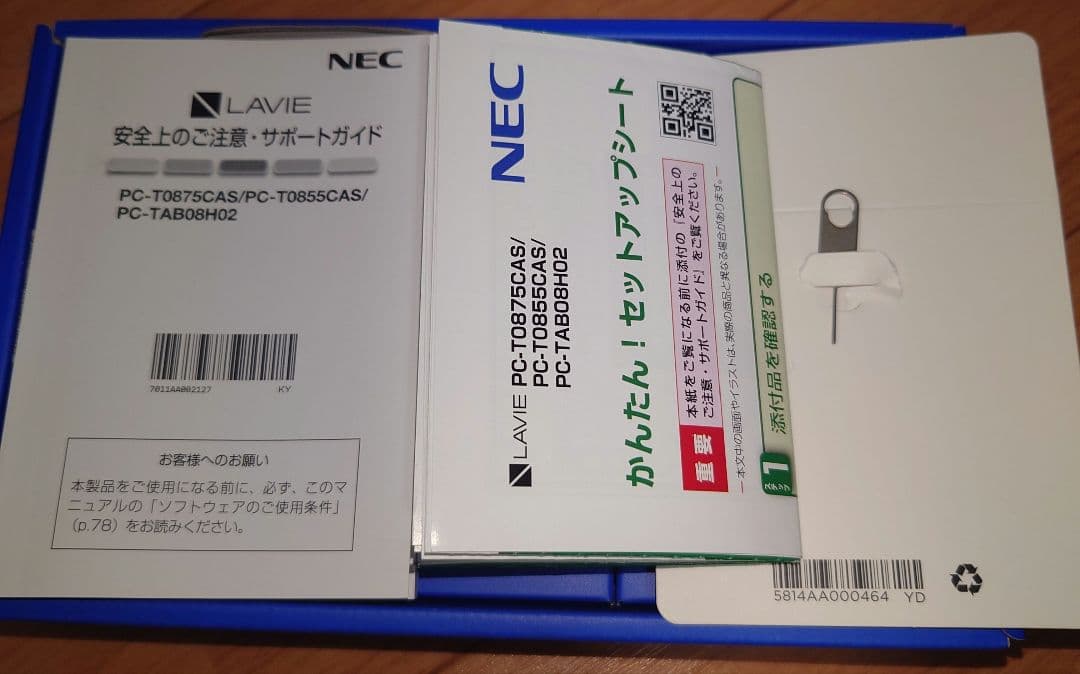 NEC
LAVIE
安全上のご注意・サポートガイド
PC-T0875CAS/PC-T0855CAS/
PC-TAB08H02
7011AA002127 KY
お客様へのお願い
本製品をご使用になる前に、必ず、このマ
ニュアルの「ソフトウェアのご使用条件」
(p.78)をお読みください。
NEC
LAVIE PC-T0875CAS/
PC-T0855CAS/
PC-TAB08H02
かんたん!セットアップシート
重要
本紙をご覧になる前に添付の「安全上の
ご注意・サポートガイド」をご覧ください。
本文中の画面やイラストは、実際の商品と異なる場合があります。
ステップ1
添付品を確認する
5814AA000464 YD